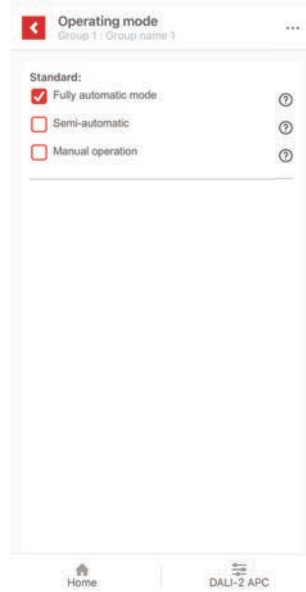 Operating mode
Group 1 : Group name 1
Standard:
Fully automatic mode
Semi-automatic
Manual operation
Home
DALI-2 APC